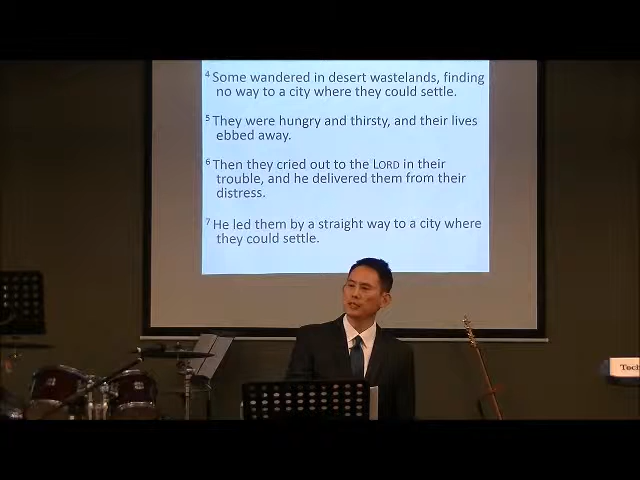 4 Some wandered in desert wastelands, finding
no way to a city where they could settle.
5 They were hungry and thirsty, and their lives
ebbed away.
6 Then they cried out to the LORD in their
trouble, and he delivered them from their
distress.
7 He led them by a straight way to a city where
they could settle.